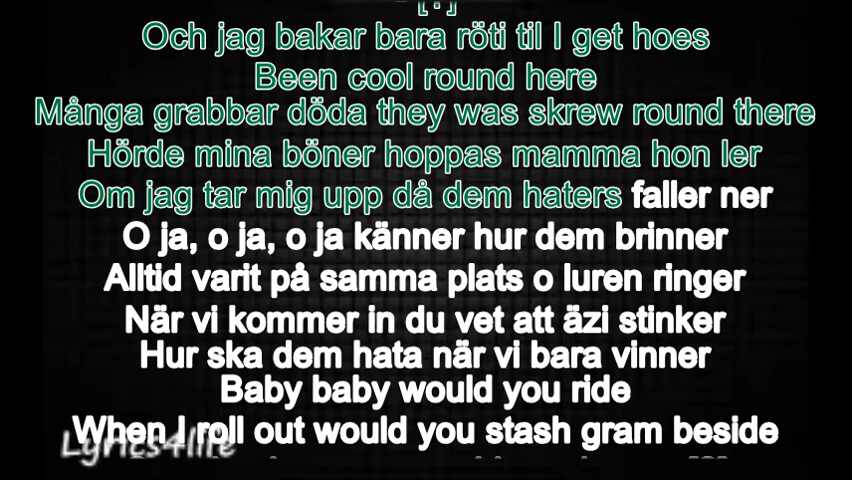 [?]
Och jag bakar bara röti til I get hoes
Been cool round here
Många grabbar döda they was skrew round there
Hörde mina böner hoppas mamma hon ler
Om jag tar mig upp då dem haters faller ner
O ja, o ja, o ja känner hur dem brinner
Alltid varit på samma plats o luren ringer
När vi kommer in du vet att äzi stinker
Hur ska dem hata när vi bara vinner
Baby baby would you ride
When I roll out would you stash gram beside
Lyrics4life